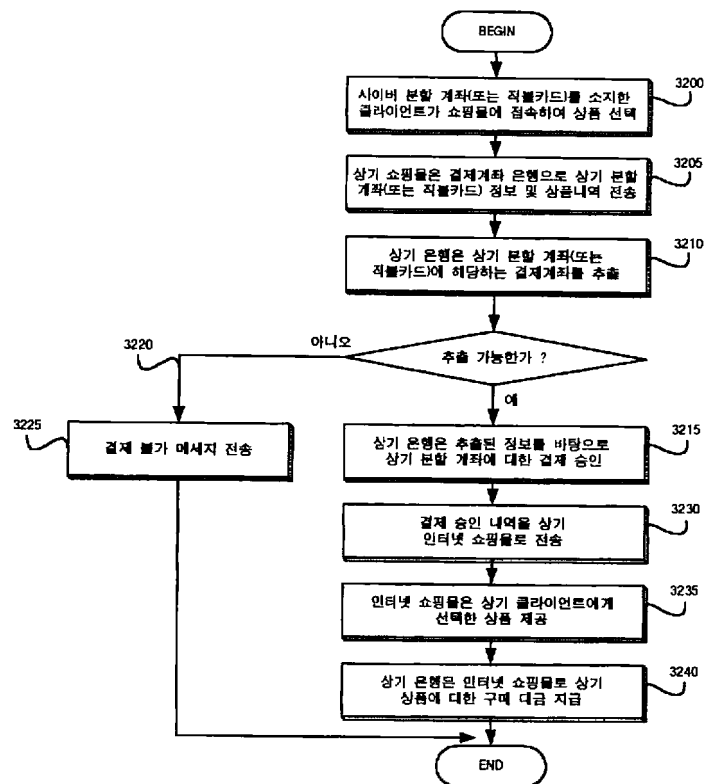 BEGIN
사이버 분할 계좌(또는 직불카드)를 소지한
클라이언트가 쇼핑몰에 접속하여 상품 선택
3200
상기 쇼핑몰은 결제계좌 은행으로 상기 분할
계좌(또는 직불카드) 정보 및 상품내역 전송
3205
상기 은행은 상기 분할 계좌(또는
직불카드)에 해당하는 결제계좌를 추출
3210
추출 가능한가 ?
아니오
3220
예
3225
결제 불가 메세지 전송
상기 은행은 추출된 정보를 바탕으로
상기 분할 계좌에 대한 결제 승인
3215
결제 승인 내역을 상기
인터넷 쇼핑몰로 전송
3230
인터넷 쇼핑몰은 상기 클라이언트에게
선택한 상품 제공
3235
상기 은행은 인터넷 쇼핑몰로 상기
상품에 대한 구매 대금 지급
3240
END